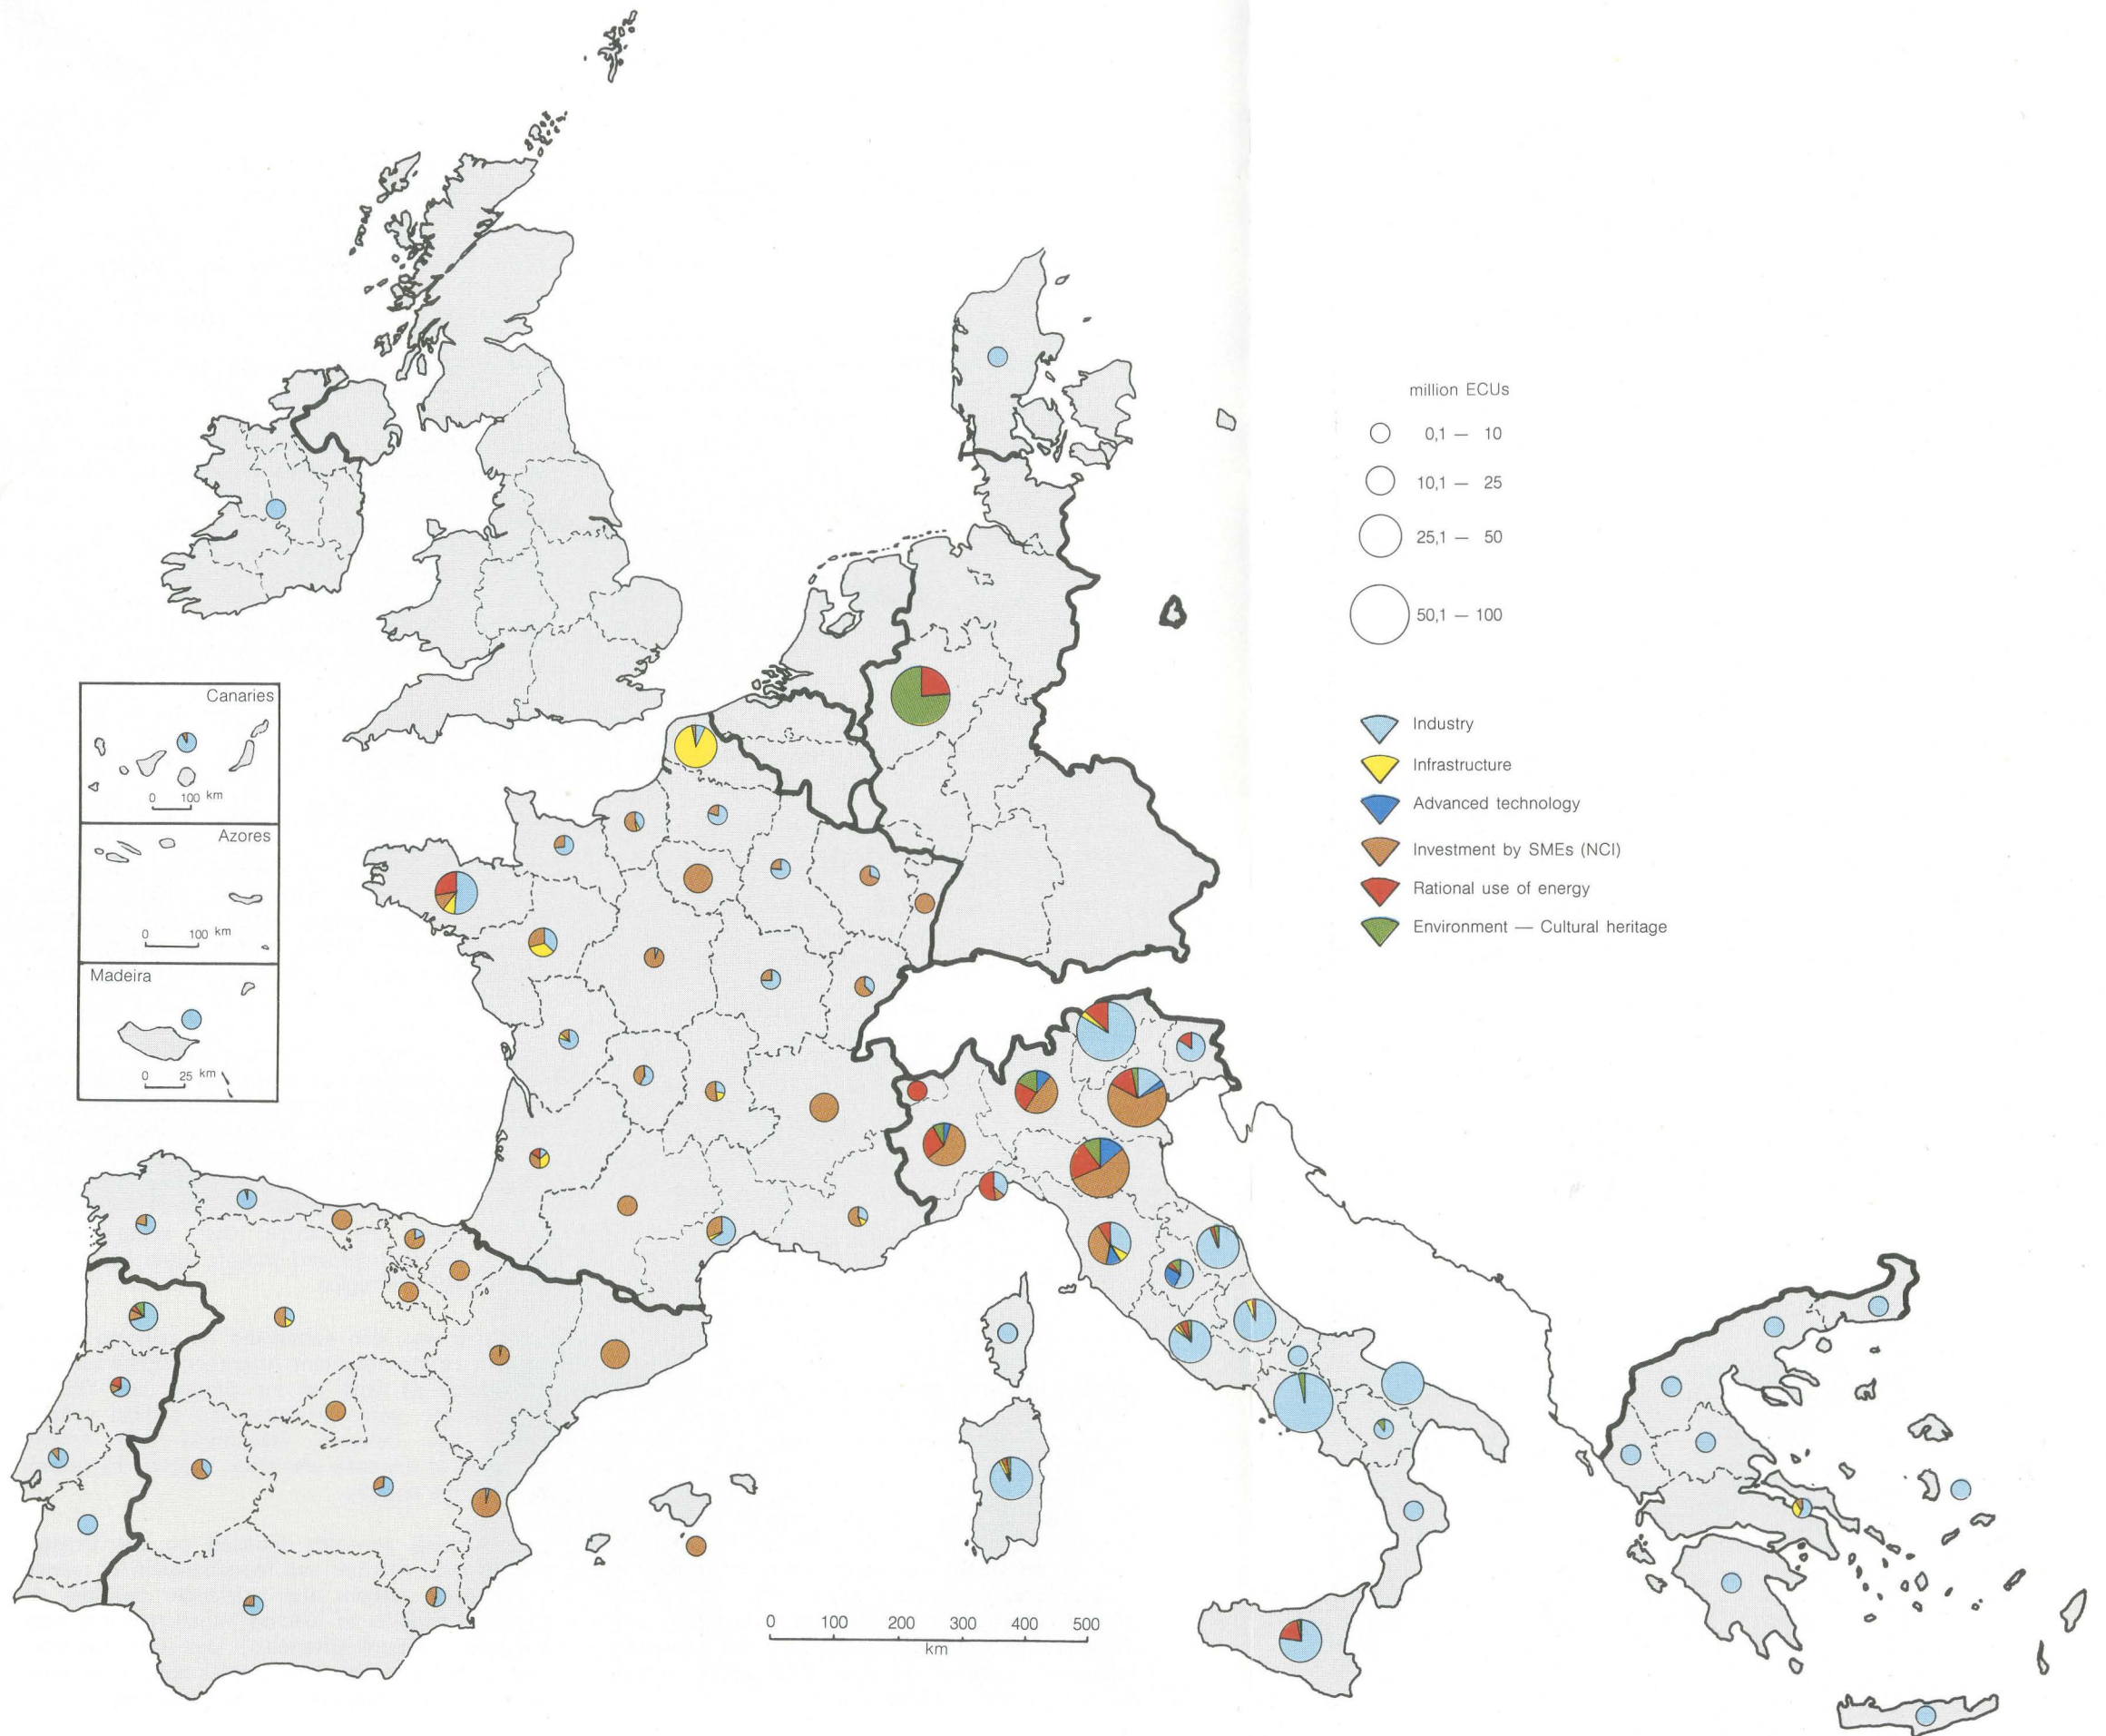 million ECUs
0,1 — 10
10,1 — 25
25,1 — 50
50,1 — 100
Canaries
0 100 km
Azores
0 100 km
Madeira
0 25 km
Industry
Infrastructure
Advanced technology
Investment by SMEs (NCI)
Rational use of energy
Environment — Cultural heritage
0 100 200 300 400 500
km